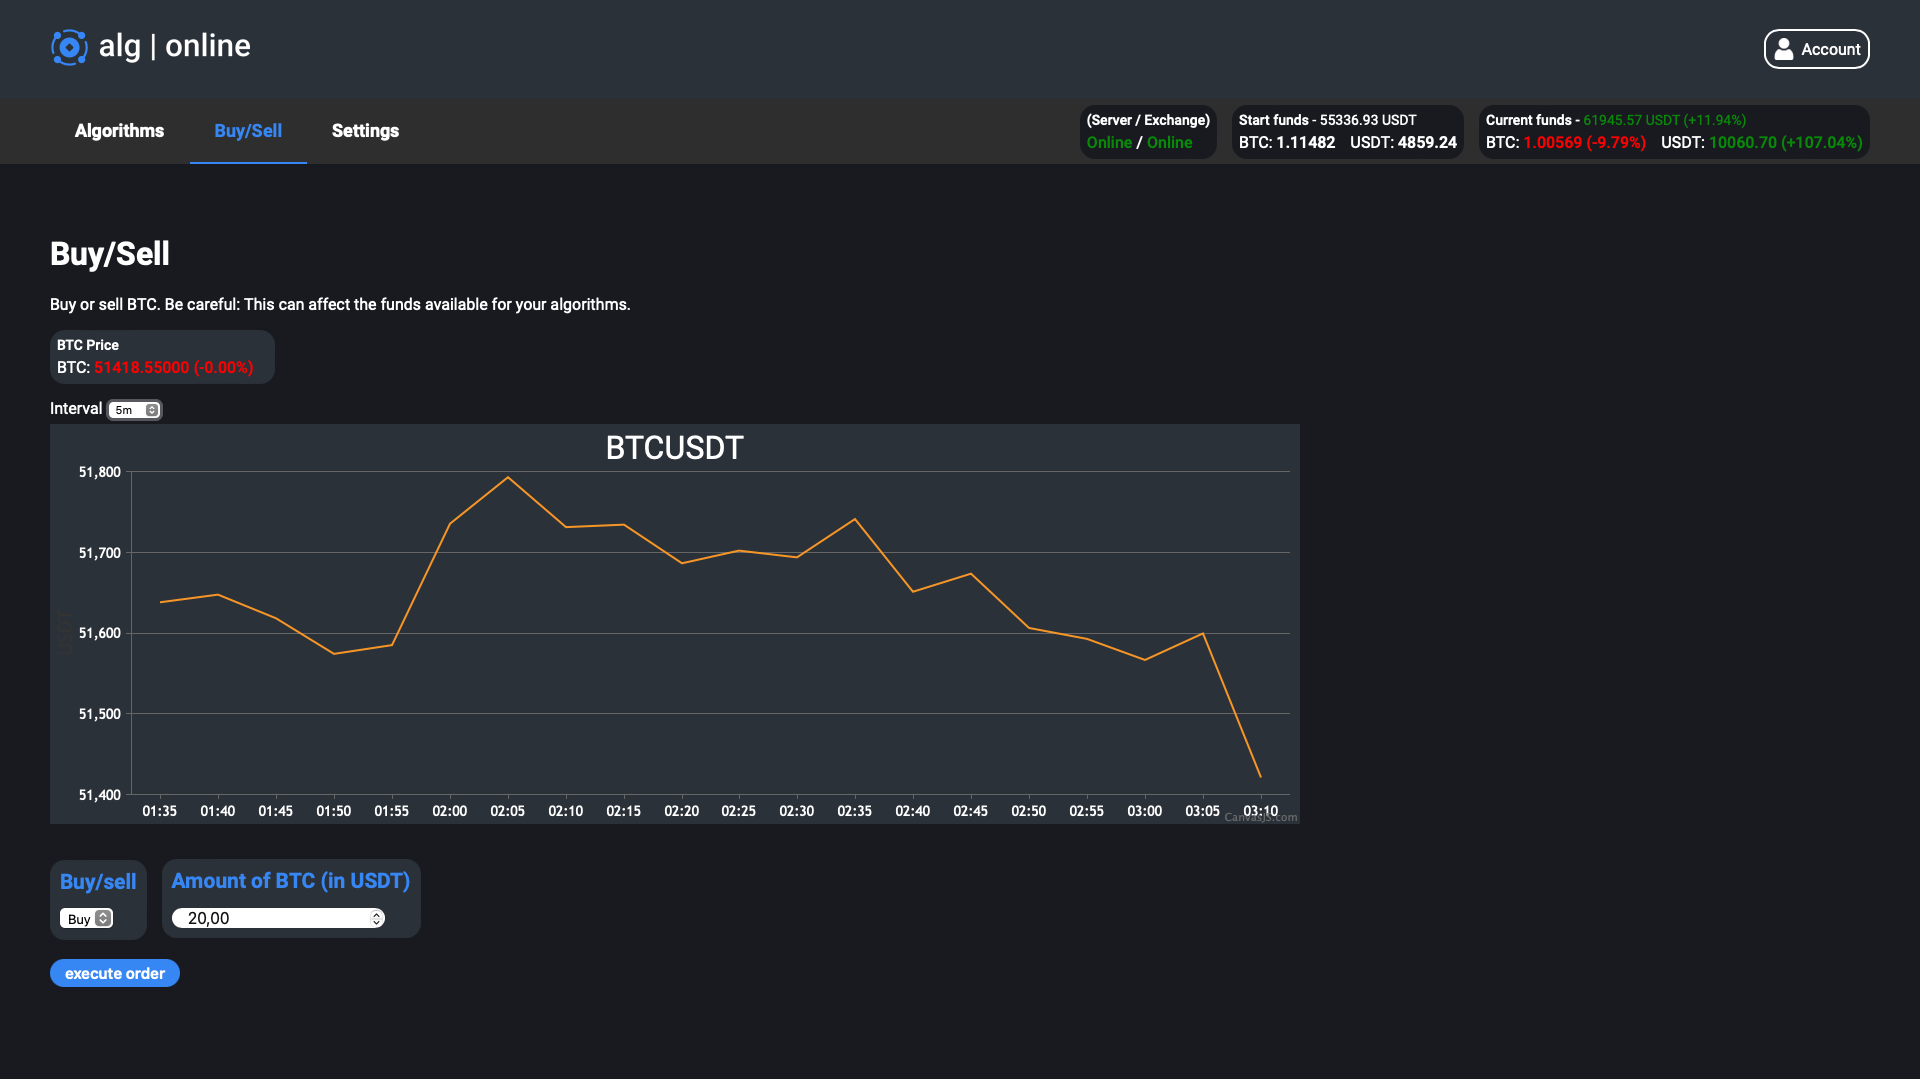 alg | online
Account
Algorithms
Buy/Sell
Settings
(Server / Exchange)
Online / Online
Start funds - 55336.93 USDT
BTC: 1.11482 USDT: 4859.24
Current funds - 61945.57 USDT (+11.94%)
BTC: 1.00569 (-9.79%) USDT: 10060.70 (+107.04%)
Buy/Sell
Buy or sell BTC. Be careful: This can affect the funds available for your algorithms.
BTC Price
BTC: 51418.55000 (-0.00%)
Interval 5m
BTCUSDT
51,800
51,700
51,600
51,500
51,400
USDT
01:35 01:40 01:45 01:50 01:55 02:00 02:05 02:10 02:15 02:20 02:25 02:30 02:35 02:40 02:45 02:50 02:55 03:00 03:05 03:10
CanvasJS.com
Buy/sell
Buy
Amount of BTC (in USDT)
20,00
execute order